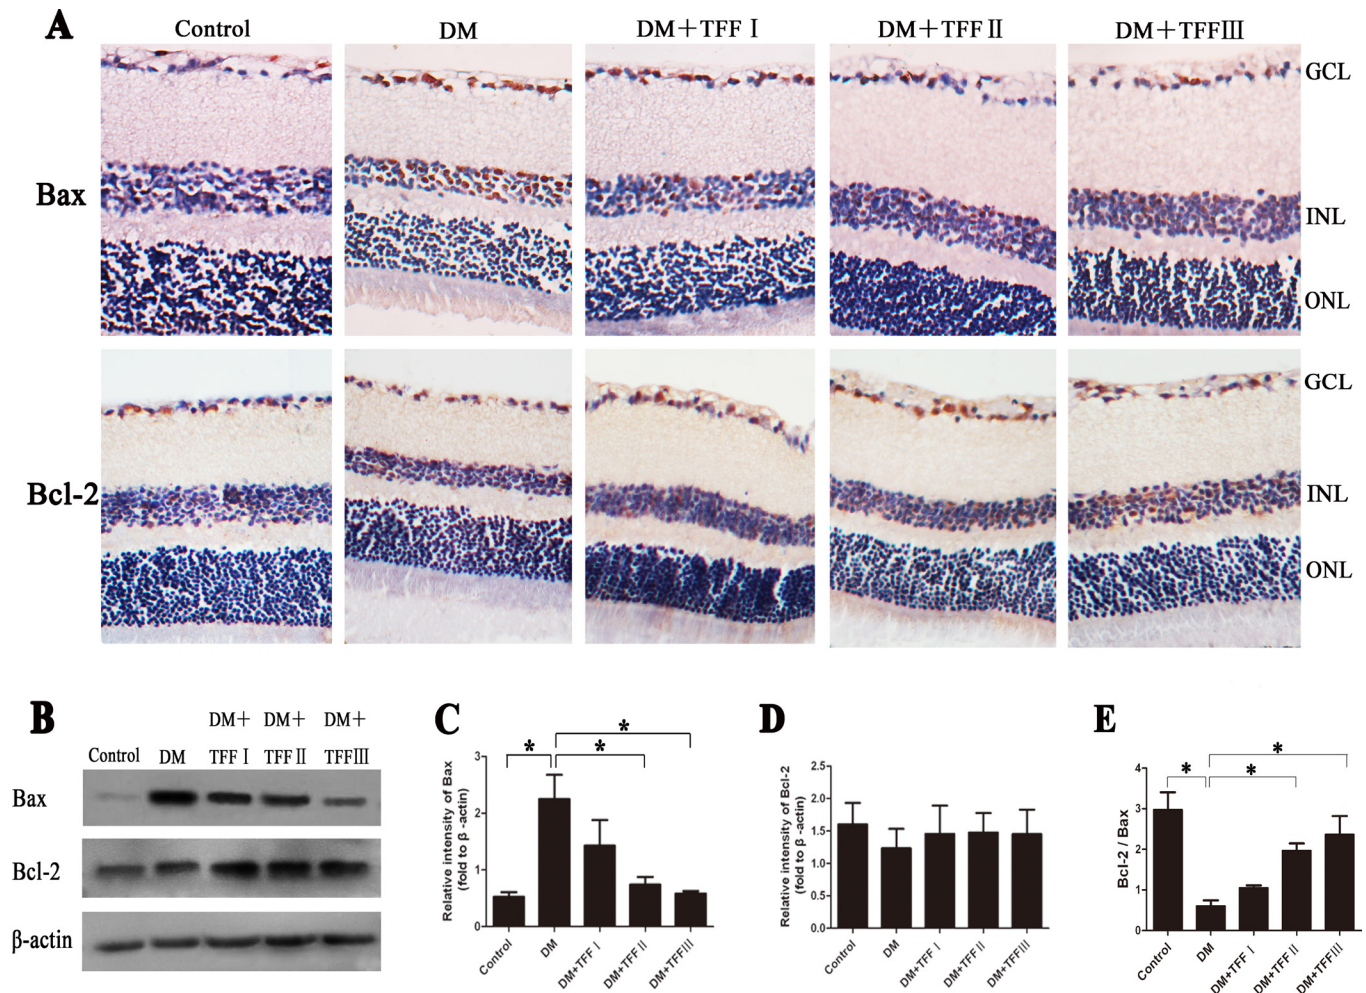 A
Control DM DM+TFF Ⅰ DM+TFF Ⅱ DM+TFFⅢ
GCL
Bax
INL
ONL
GCL
Bcl-2
INL
ONL
B
DM+ DM+ DM+
Control DM TFF Ⅰ TFF Ⅱ TFFⅢ
Bax
Bcl-2
β-actin
C
Relative intensity of Bax
(fold to β -actin)
3
2
1
0
* * *
Control DM DM+TFF Ⅰ DM+TFF Ⅱ DM+TFFⅢ
D
Relative intensity of Bcl-2
(fold to β -actin)
2.5
2.0
1.5
1.0
0.5
0.0
Control DM DM+TFF Ⅰ DM+TFF Ⅱ DM+TFFⅢ
E
Bcl-2 / Bax
4
3
2
1
0
* * *
Control DM DM+TFF Ⅰ DM+TFF Ⅱ DM+TFFⅢ